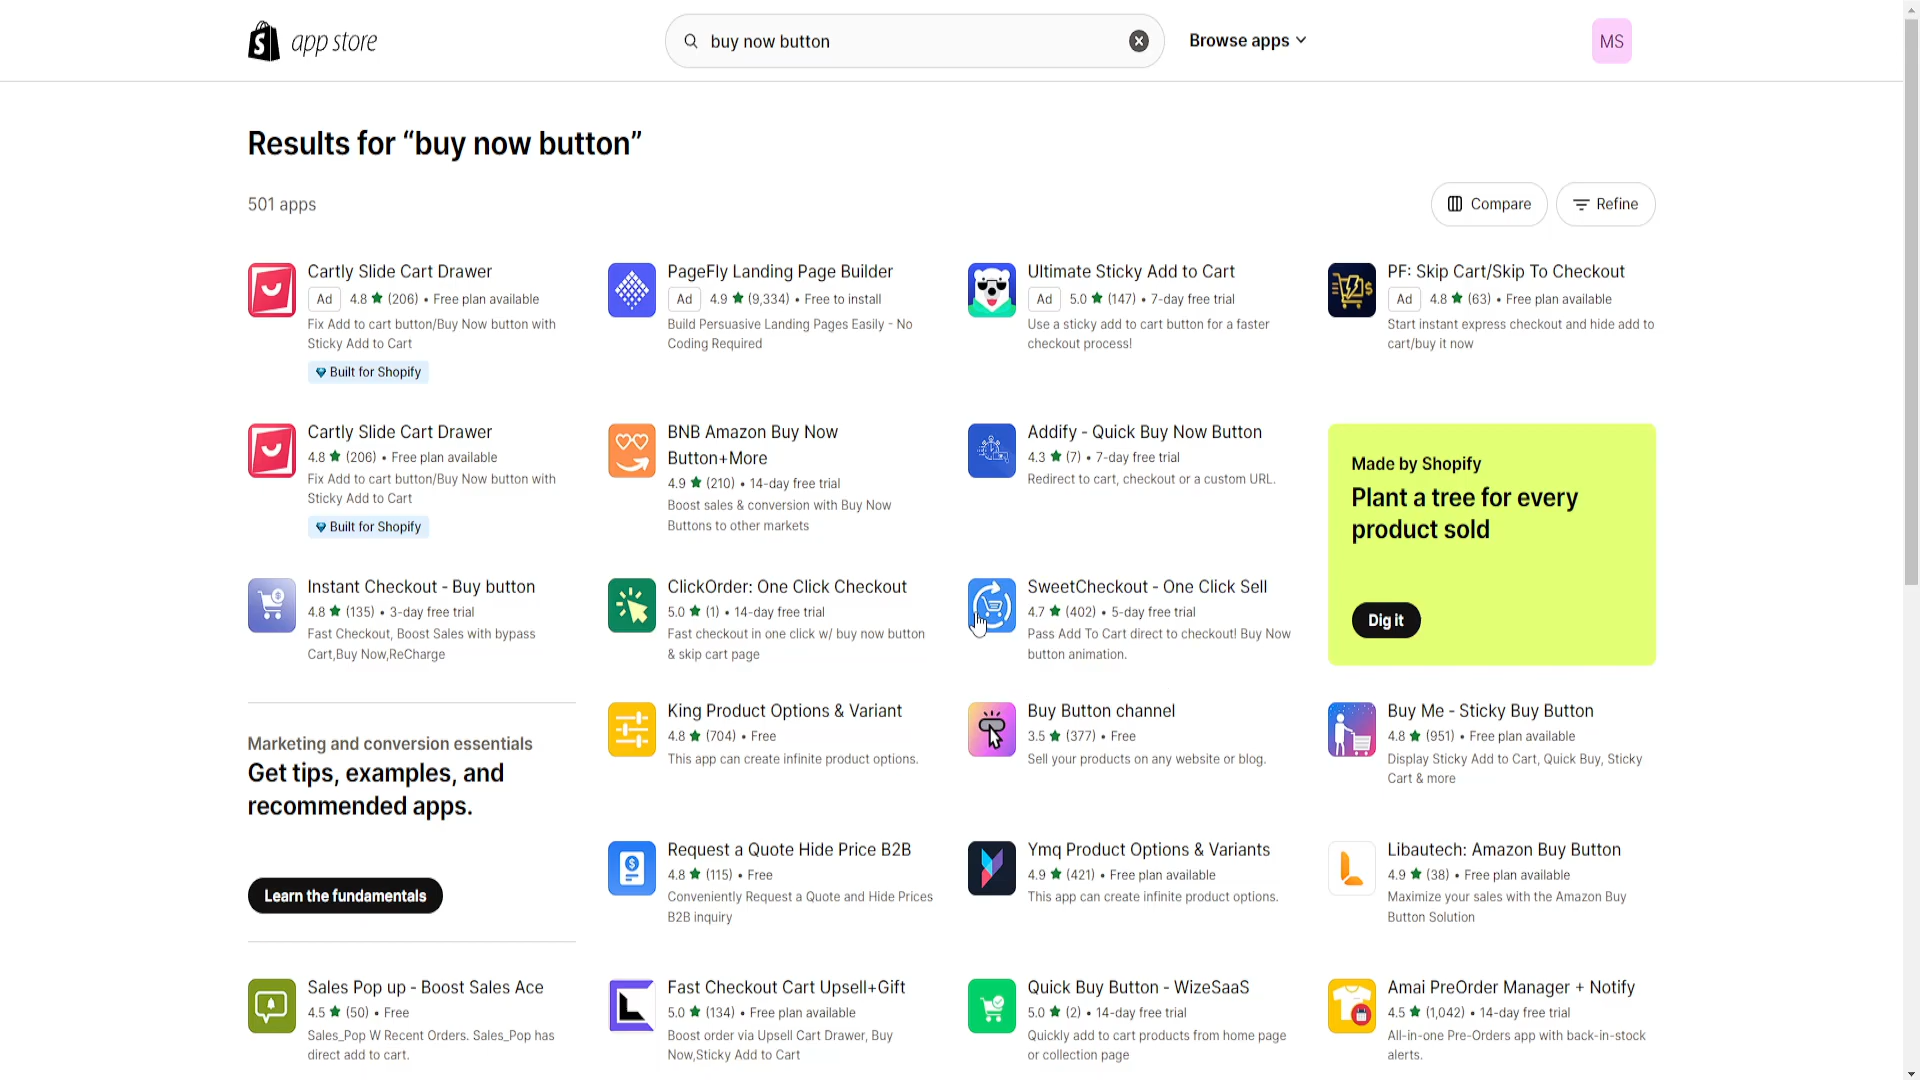 app store
buy now button
Browse apps
MS
Results for “buy now button”
501 apps
Compare
Refine
Cartly Slide Cart Drawer
Ad 4.8 ★ (206) • Free plan available
Fix Add to cart button/Buy Now button with
Sticky Add to Cart
Built for Shopify
PageFly Landing Page Builder
Ad 4.9 ★ (9,334) • Free to install
Build Persuasive Landing Pages Easily - No
Coding Required
Ultimate Sticky Add to Cart
Ad 5.0 ★ (147) • 7-day free trial
Use a sticky add to cart button for a faster
checkout process!
PF: Skip Cart/Skip To Checkout
Ad 4.8 ★ (63) • Free plan available
Start instant express checkout and hide add to
cart/buy it now
Cartly Slide Cart Drawer
4.8 ★ (206) • Free plan available
Fix Add to cart button/Buy Now button with
Sticky Add to Cart
Built for Shopify
BNB Amazon Buy Now
Button+More
4.9 ★ (210) • 14-day free trial
Boost sales & conversion with Buy Now
Buttons to other markets
Addify - Quick Buy Now Button
4.3 ★ (7) • 7-day free trial
Redirect to cart, checkout or a custom URL.
Made by Shopify
Plant a tree for every
product sold
Dig it
Instant Checkout - Buy button
4.8 ★ (135) • 3-day free trial
Fast Checkout, Boost Sales with bypass
Cart,Buy Now,ReCharge
ClickOrder: One Click Checkout
5.0 ★ (1) • 14-day free trial
Fast checkout in one click w/ buy now button
& skip cart page
SweetCheckout - One Click Sell
4.7 ★ (402) • 5-day free trial
Pass Add To Cart direct to checkout! Buy Now
button animation.
Marketing and conversion essentials
Get tips, examples, and
recommended apps.
Learn the fundamentals
King Product Options & Variant
4.8 ★ (704) • Free
This app can create infinite product options.
Buy Button channel
3.5 ★ (377) • Free
Sell your products on any website or blog.
Buy Me - Sticky Buy Button
4.8 ★ (951) • Free plan available
Display Sticky Add to Cart, Quick Buy, Sticky
Cart & more
Request a Quote Hide Price B2B
4.8 ★ (115) • Free
Conveniently Request a Quote and Hide Prices
B2B inquiry
Ymq Product Options & Variants
4.9 ★ (421) • Free plan available
This app can create infinite product options.
Libautech: Amazon Buy Button
4.9 ★ (38) • Free plan available
Maximize your sales with the Amazon Buy
Button Solution
Sales Pop up - Boost Sales Ace
4.5 ★ (50) • Free
Sales_Pop W Recent Orders. Sales_Pop has
direct add to cart.
Fast Checkout Cart Upsell+Gift
5.0 ★ (134) • Free plan available
Boost order via Upsell Cart Drawer, Buy
Now,Sticky Add to Cart
Quick Buy Button - WizeSaaS
5.0 ★ (2) • 14-day free trial
Quickly add to cart products from home page
or collection page
Amai PreOrder Manager + Notify
4.5 ★ (1,042) • 14-day free trial
All-in-one Pre-Orders app with back-in-stock
alerts.